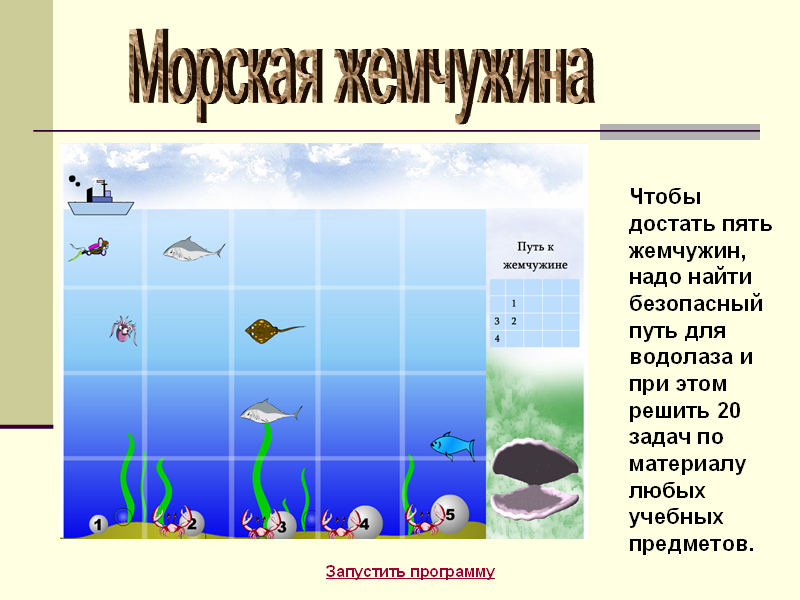 Морская жемчужина
Путь к
жемчужине
1
3 2
4
1 2 3 4 5
Чтобы
достать пять
жемчужин,
надо найти
безопасный
путь для
водолаза и
при этом
решить 20
задач по
материалу
любых
учебных
предметов.
Запустить программу